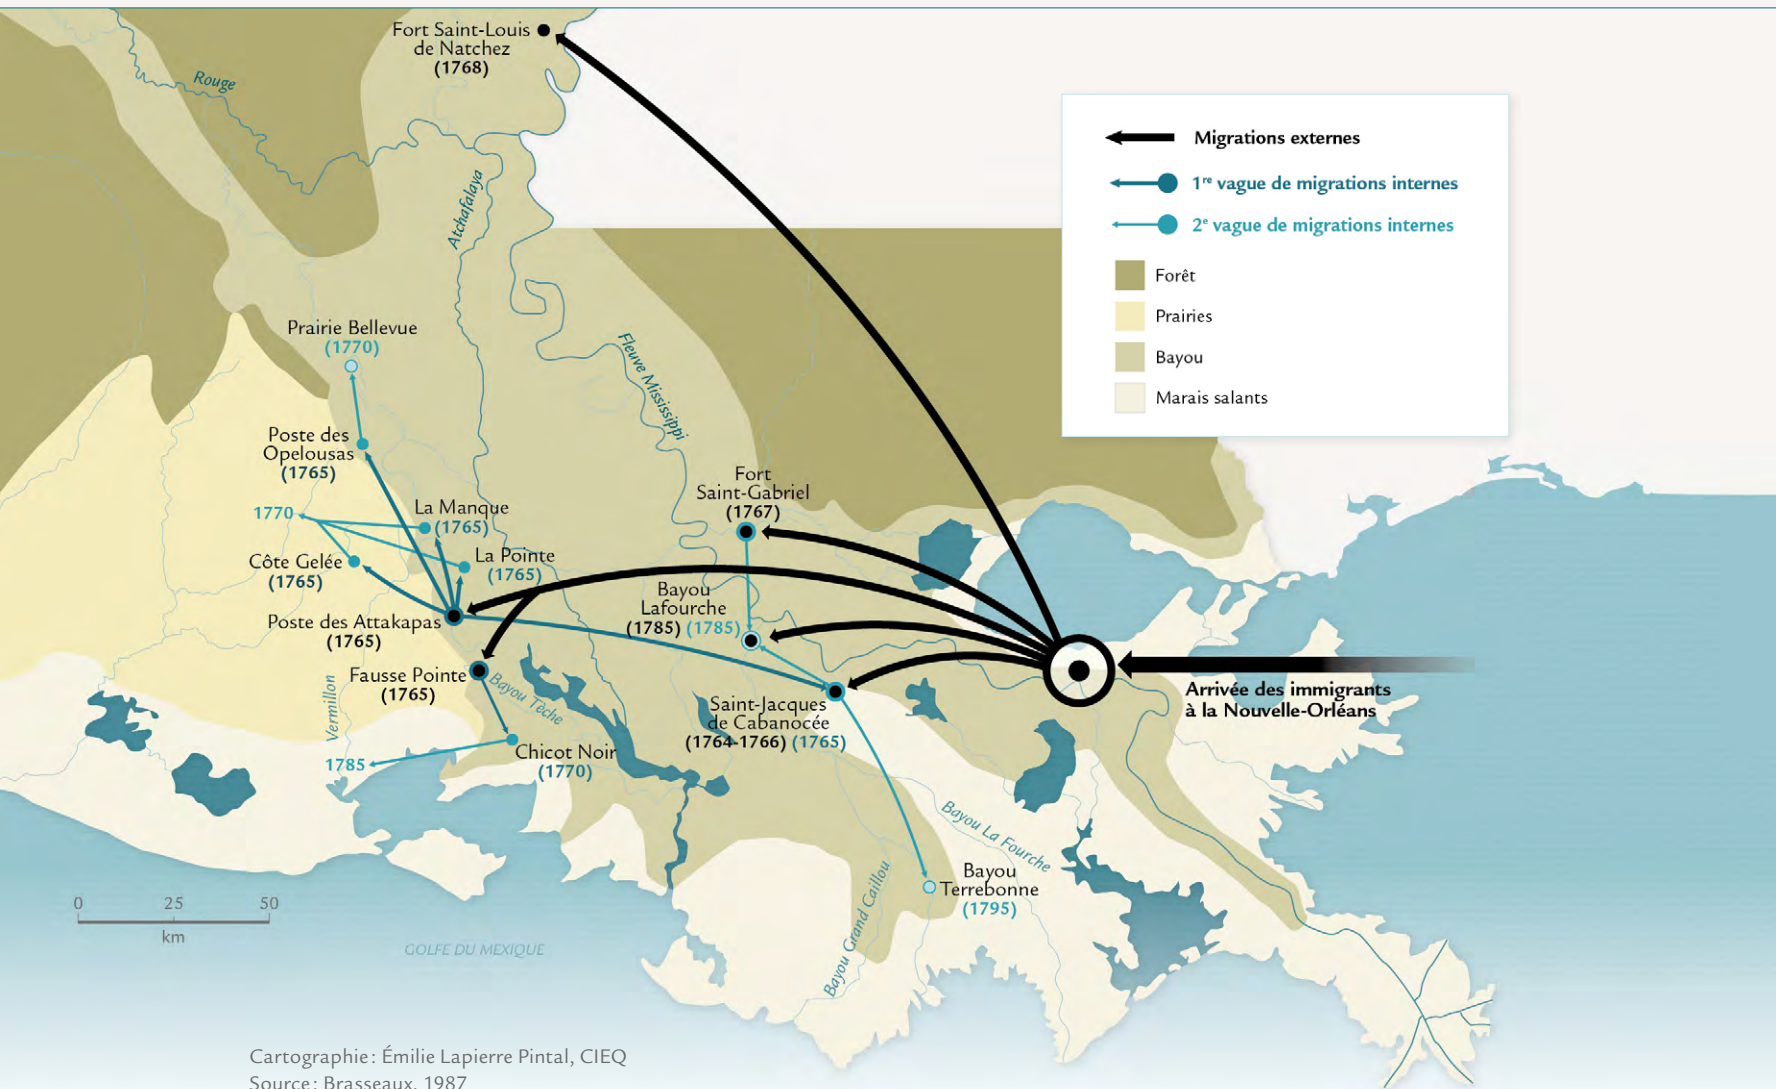 Fort Saint-Louis
de Natchez
(1768)
Rouge
Atchafalaya
Migrations externes
1re vague de migrations internes
2e vague de migrations internes
Forêt
Prairies
Bayou
Marais salants
Prairie Bellevue
(1770)
Fleuve Mississippi
Poste des
Opelousas
(1765)
1770
La Manque
(1765)
Fort
Saint-Gabriel
(1767)
Côte Gelée
(1765)
La Pointe
(1765)
Bayou
Lafourche
(1785) (1785)
Poste des Attakapas
(1765)
Fausse Pointe
(1765)
Bayou Tèche
Vermillon
Saint-Jacques
de Cabanocée
(1764-1766) (1765)
Arrivée des immigrants
à la Nouvelle-Orléans
Chicot Noir
(1770)
1785
Bayou La Fourche
Bayou
Terrebonne
(1795)
Bayou Grand Caillou
0 25 50
km
GOLFE DU MEXIQUE
Cartographie : Émilie Lapierre Pintal, CIEQ
Source : Brasseaux, 1987